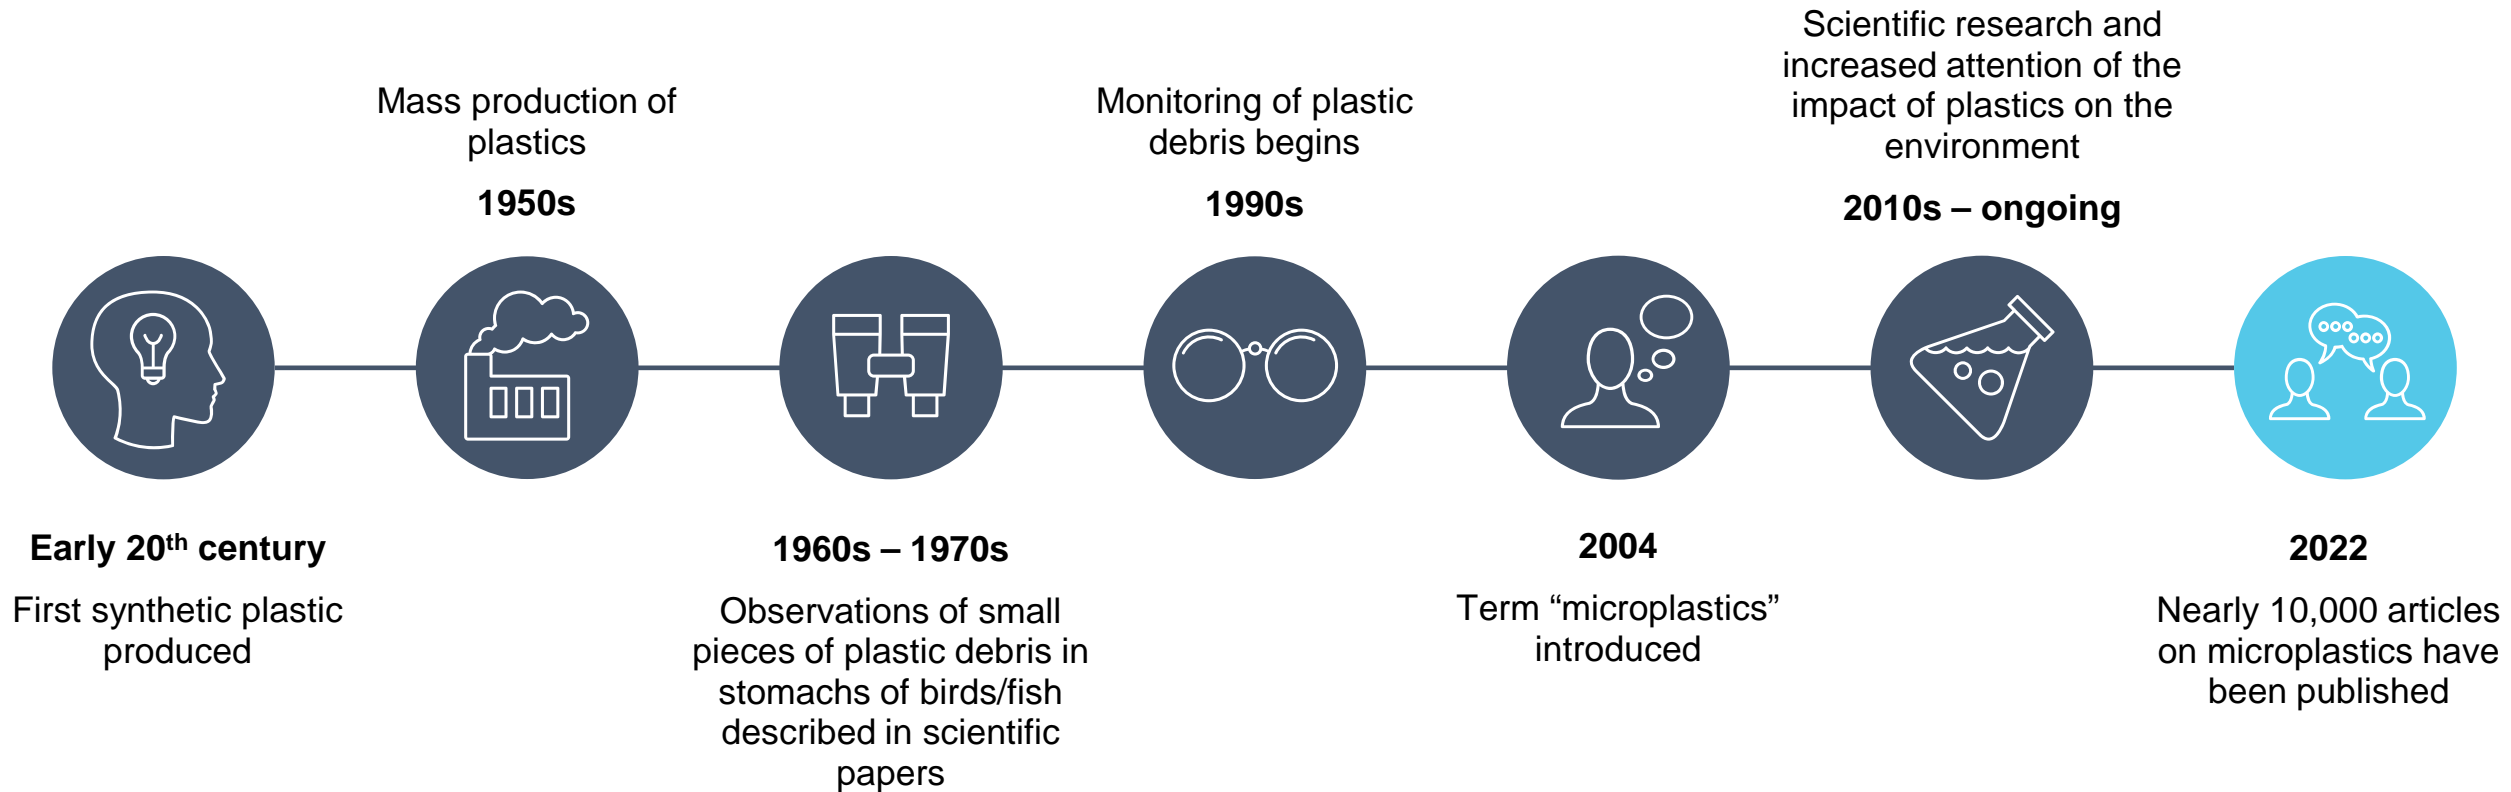 Early 20th century
First synthetic plastic
produced
Mass production of
plastics
1950s
1960s – 1970s
Observations of small
pieces of plastic debris in
stomachs of birds/fish
described in scientific
papers
Monitoring of plastic
debris begins
1990s
2004
Term “microplastics”
introduced
Scientific research and
increased attention of the
impact of plastics on the
environment
2010s – ongoing
2022
Nearly 10,000 articles
on microplastics have
been published